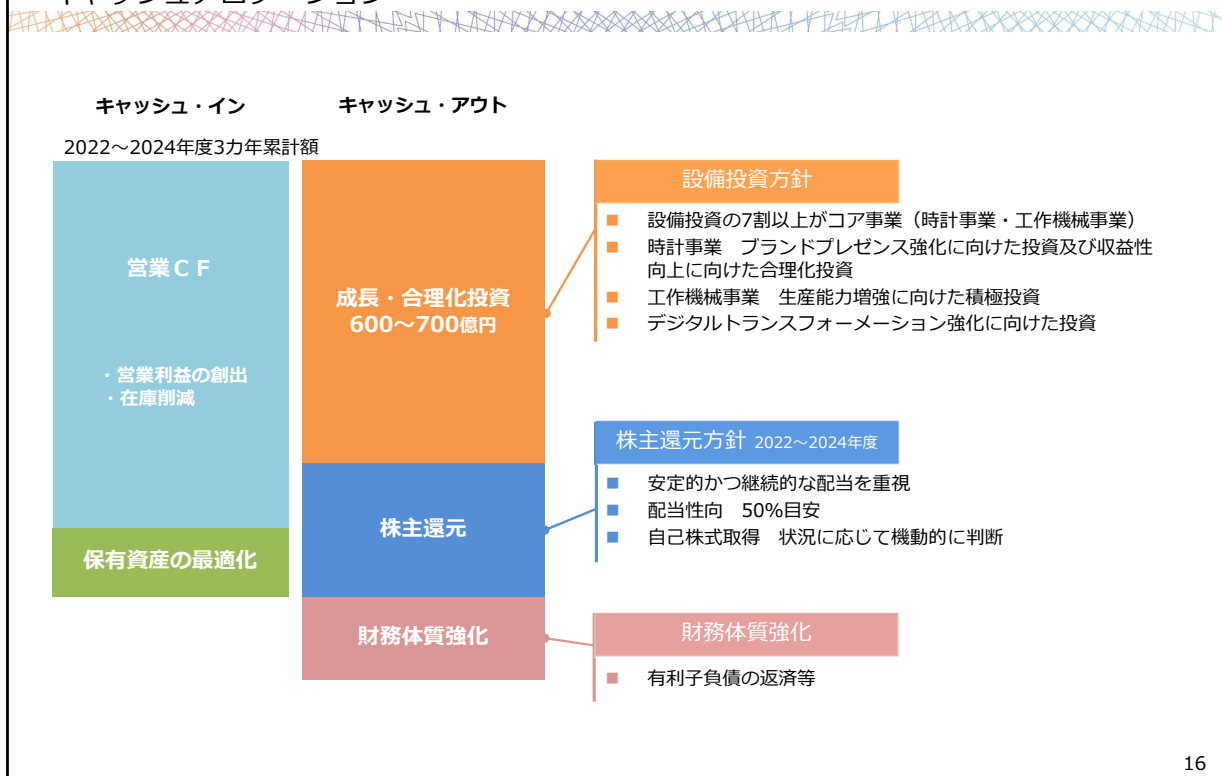 キャッシュアロケーション
キャッシュ・イン
キャッシュ・アウト
2022～2024年度3カ年累計額
営業ＣＦ
・営業利益の創出
・在庫削減
保有資産の最適化
成長・合理化投資
600～700億円
株主還元
財務体質強化
設備投資方針
■ 設備投資の7割以上がコア事業（時計事業・工作機械事業）
■ 時計事業　ブランドプレゼンス強化に向けた投資及び収益性
向上に向けた合理化投資
■ 工作機械事業　生産能力増強に向けた積極投資
■ デジタルトランスフォーメーション強化に向けた投資
株主還元方針 2022～2024年度
■ 安定的かつ継続的な配当を重視
■ 配当性向　50%目安
■ 自己株式取得　状況に応じて機動的に判断
財務体質強化
■ 有利子負債の返済等
16